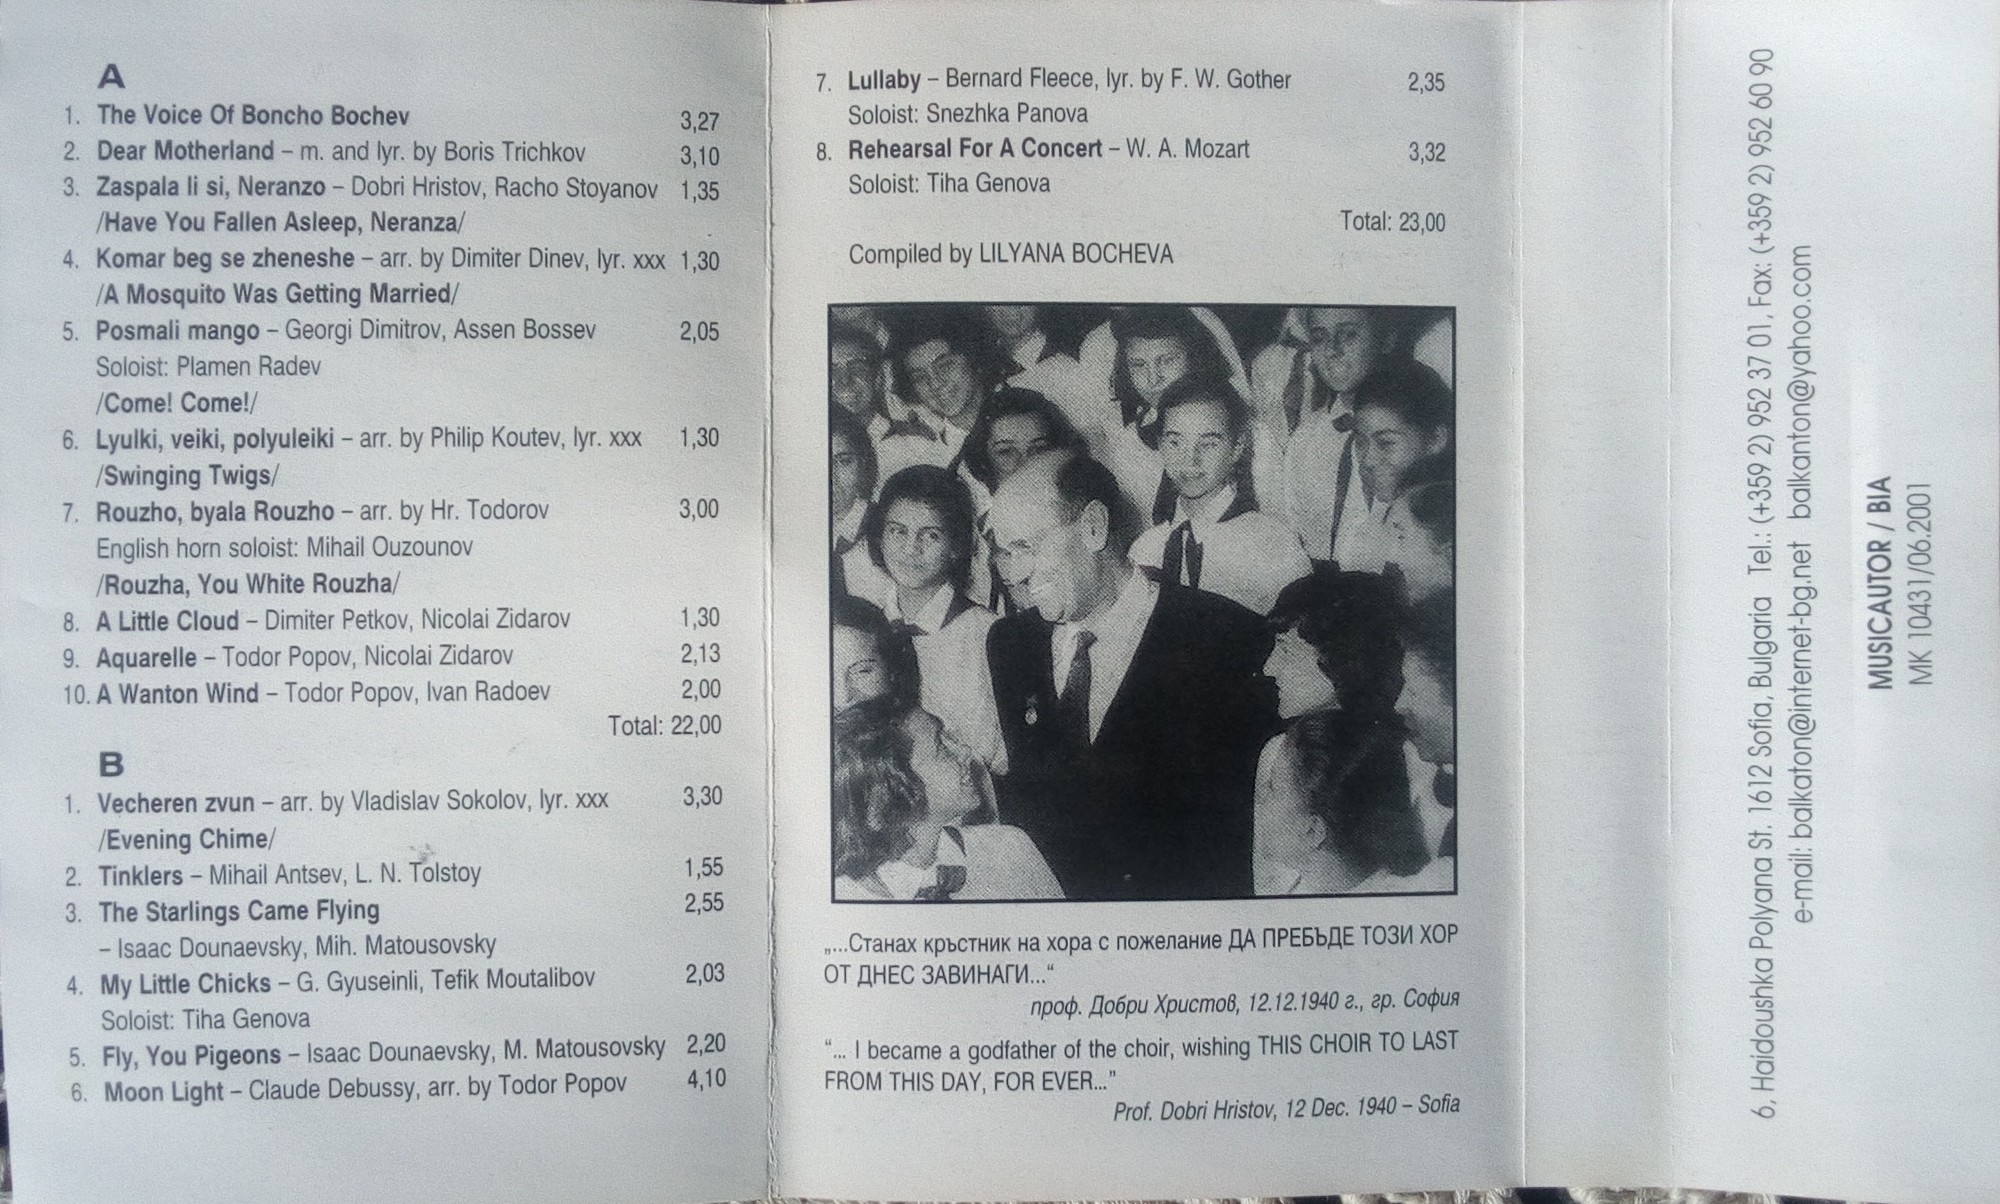 A
1. The Voice Of Boncho Bochev 3,27
2. Dear Motherland – m. and lyr. by Boris Trichkov 3,10
3. Zaspala li si, Neranzo – Dobri Hristov, Racho Stoyanov 1,35
/Have You Fallen Asleep, Neranza/
4. Komar beg se zheneshe – arr. by Dimiter Dinev, lyr. xxx 1,30
/A Mosquito Was Getting Married/
5. Posmali mango – Georgi Dimitrov, Assen Bossev 2,05
Soloist: Plamen Radev
/Come! Come!/
6. Lyulki, veiki, polyuleiki – arr. by Philip Koutev, lyr. xxx 1,30
/Swinging Twigs/
7. Rouzho, byala Rouzho – arr. by Hr. Todorov 3,00
English horn soloist: Mihail Ouzounov
/Rouzha, You White Rouzha/
8. A Little Cloud – Dimiter Petkov, Nicolai Zidarov 1,30
9. Aquarelle – Todor Popov, Nicolai Zidarov 2,13
10. A Wanton Wind – Todor Popov, Ivan Radoev 2,00
Total: 22,00
B
1. Vecheren zvun – arr. by Vladislav Sokolov, lyr. xxx 3,30
/Evening Chime/
2. Tinklers – Mihail Antsev, L. N. Tolstoy 1,55
3. The Starlings Came Flying 2,55
– Isaac Dounaevsky, Mih. Matousovsky
4. My Little Chicks – G. Gyuseinli, Tefik Moutalibov 2,03
Soloist: Tiha Genova
5. Fly, You Pigeons – Isaac Dounaevsky, M. Matousovsky 2,20
6. Moon Light – Claude Debussy, arr. by Todor Popov 4,10
7. Lullaby – Bernard Fleece, lyr. by F. W. Gother 2,35
Soloist: Snezhka Panova
8. Rehearsal For A Concert – W. A. Mozart 3,32
Soloist: Tiha Genova
Total: 23,00
Compiled by LILYANA BOCHEVA
„...Станах кръстник на хора с пожелание ДА ПРЕБЪДЕ ТОЗИ ХОР
ОТ ДНЕС ЗАВИНАГИ...“
проф. Добри Христов, 12.12.1940 г., гр. София
“... I became a godfather of the choir, wishing THIS CHOIR TO LAST
FROM THIS DAY, FOR EVER...”
Prof. Dobri Hristov, 12 Dec. 1940 – Sofia
6, Haidoushka Polyana St. 1612 Sofia, Bulgaria Tel.: (+359 2) 952 37 01, Fax: (+359 2) 952 60 90
e-mail: balkaton@internet-bg.net balkanton@yahoo.com
MUSICAUTOR / BIA
MK 10431/06.2001